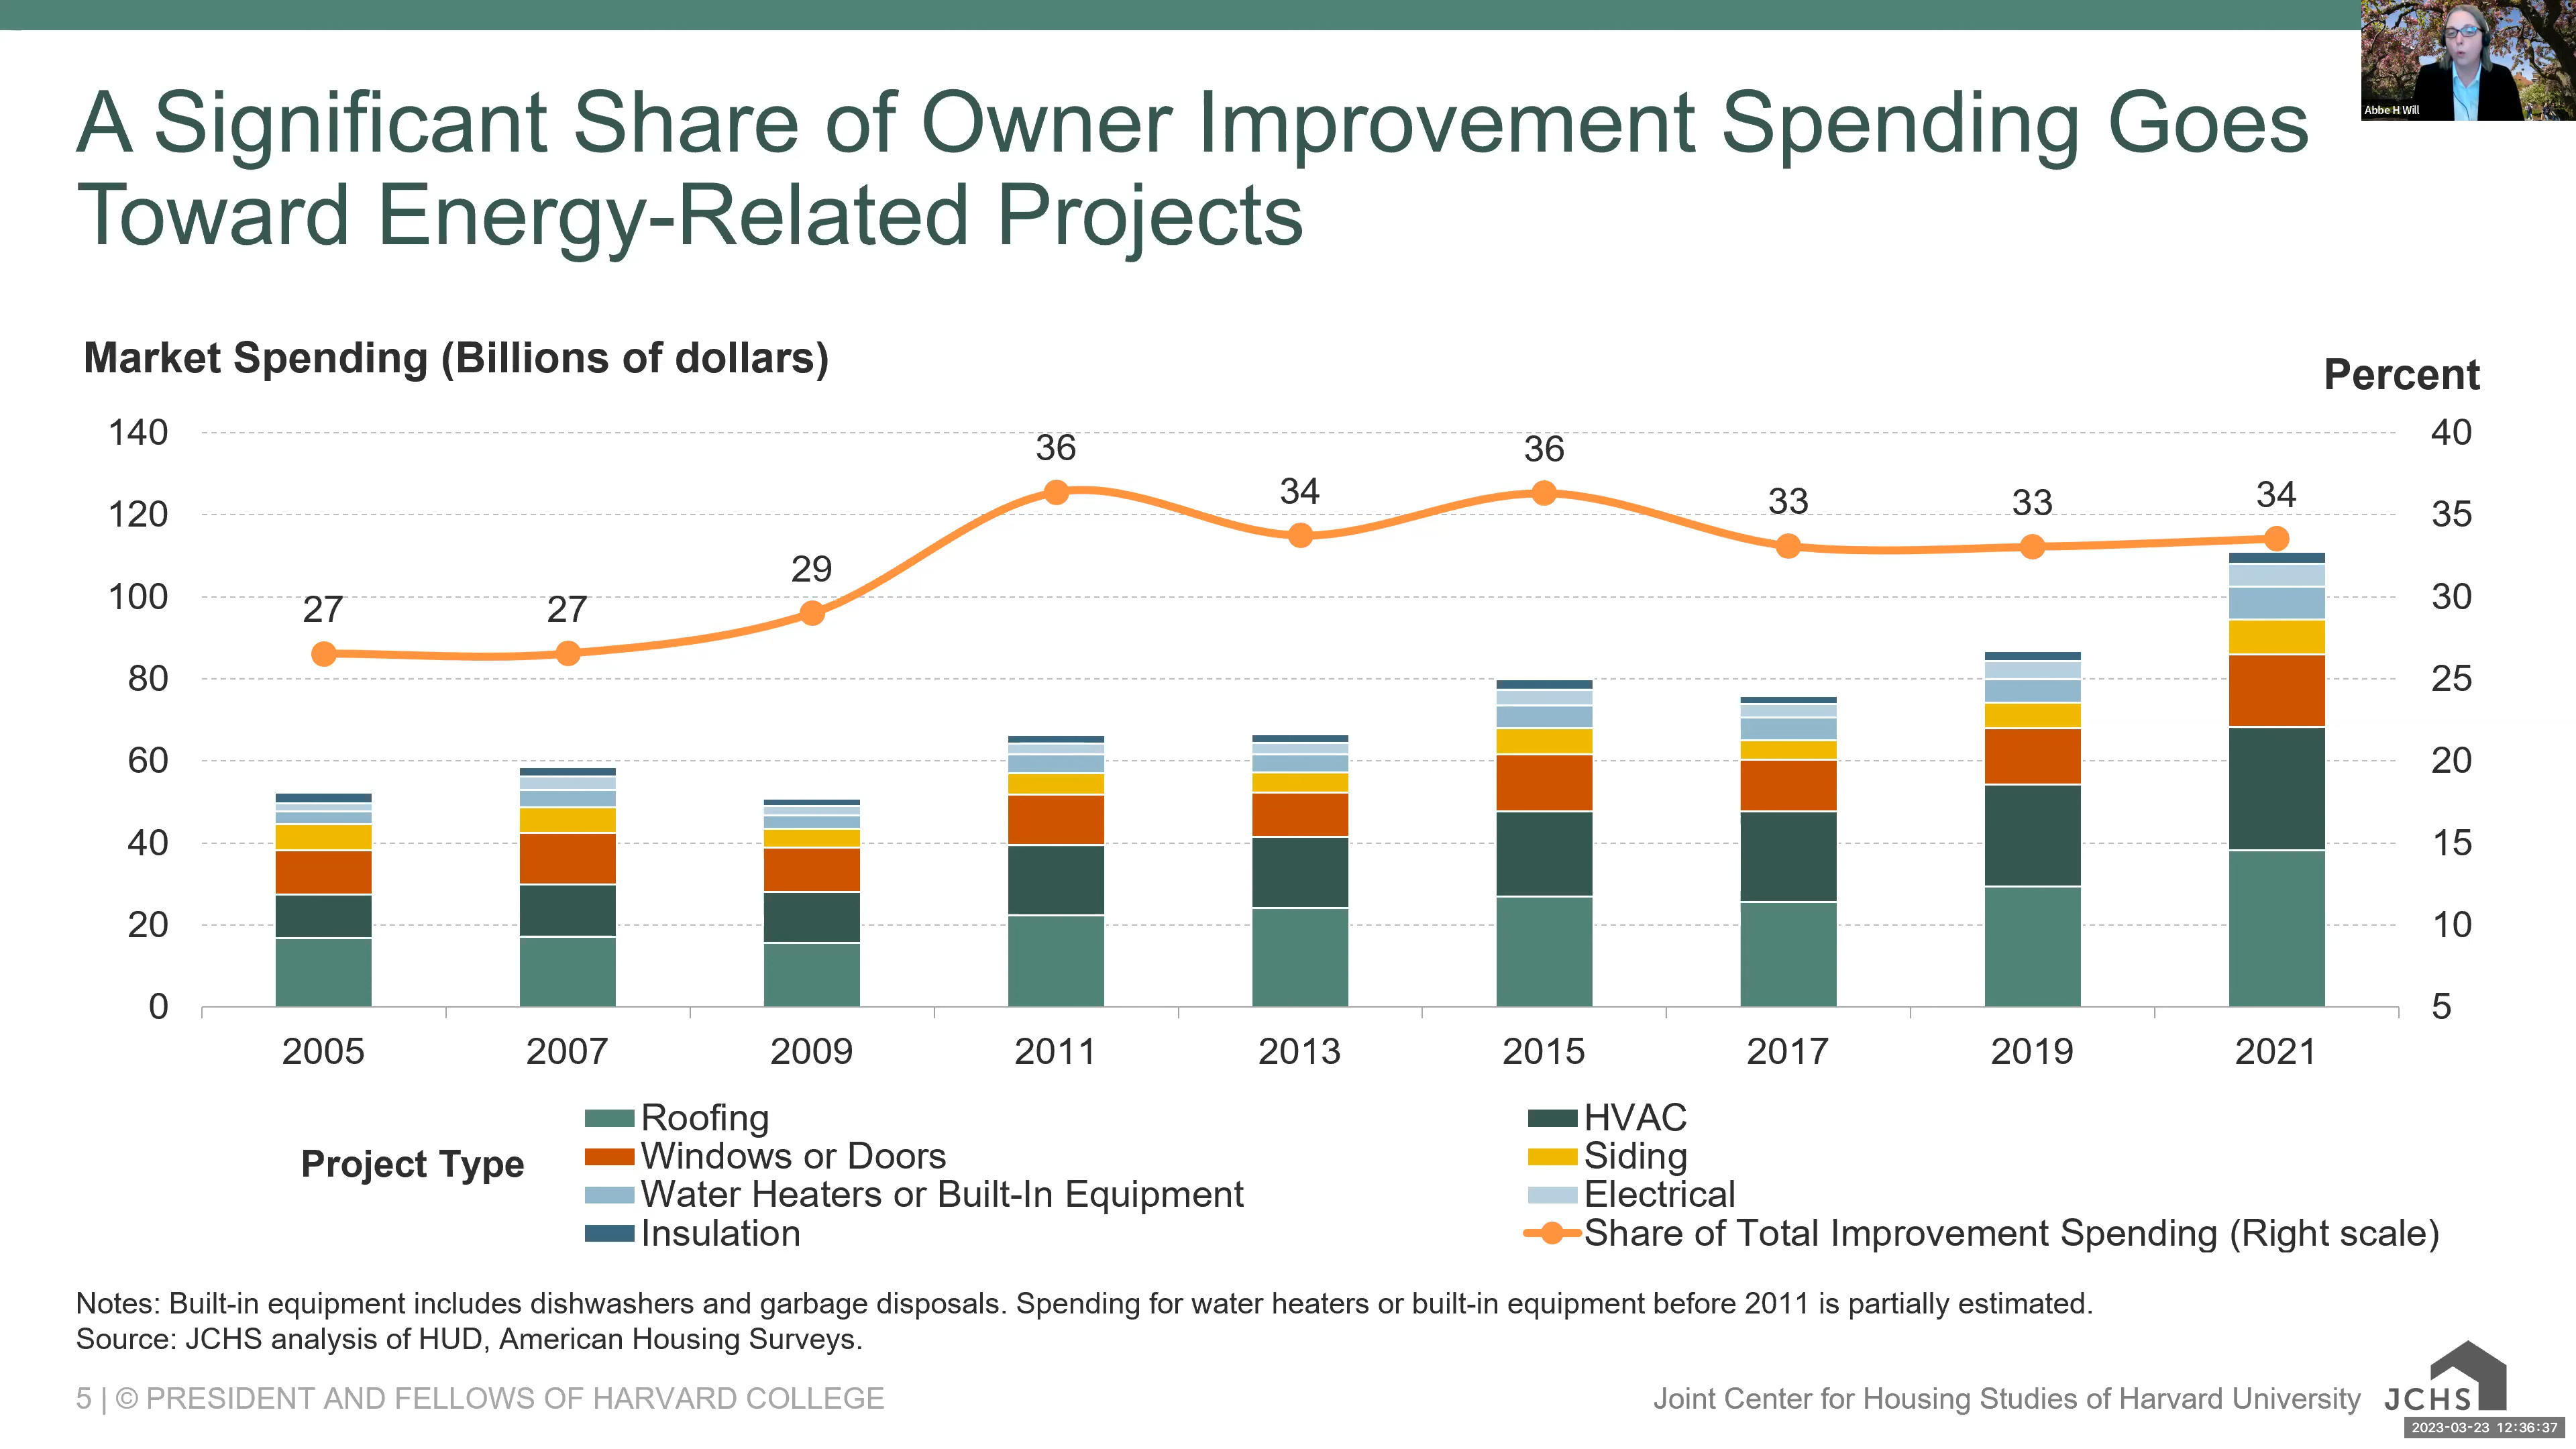 Abbe H Will
A Significant Share of Owner Improvement Spending Goes
Toward Energy-Related Projects
Market Spending (Billions of dollars)
Percent
140
120
100
80
60
40
20
0
27
27
29
36
34
36
33
33
34
40
35
30
25
20
15
10
5
2005 2007 2009 2011 2013 2015 2017 2019 2021
Project Type
Roofing
HVAC
Windows or Doors
Siding
Water Heaters or Built-In Equipment
Electrical
Insulation
Share of Total Improvement Spending (Right scale)
Notes: Built-in equipment includes dishwashers and garbage disposals. Spending for water heaters or built-in equipment before 2011 is partially estimated.
Source: JCHS analysis of HUD, American Housing Surveys.
5 | © PRESIDENT AND FELLOWS OF HARVARD COLLEGE
Joint Center for Housing Studies of Harvard University
JCHS
2023-03-23 12:36:37